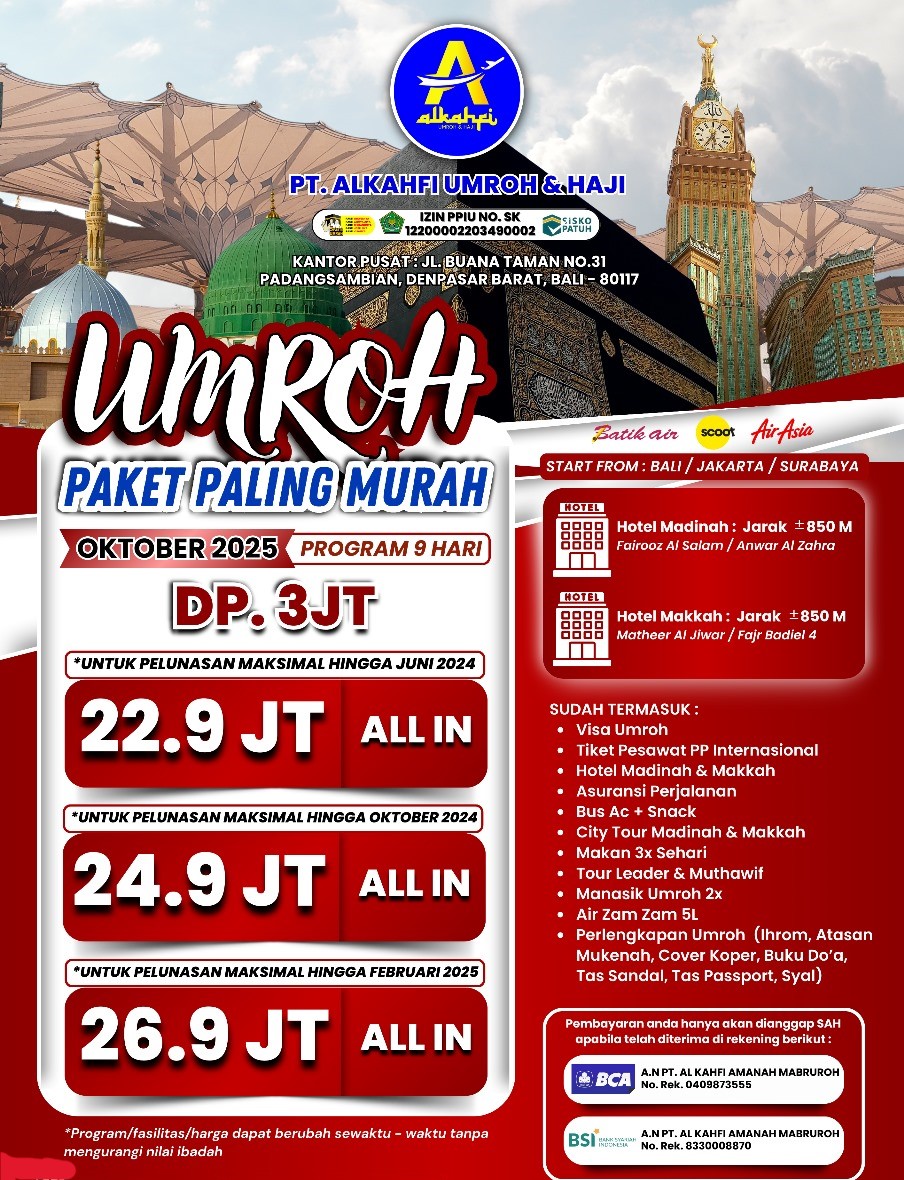 A
alkahfi
UMROH & HAJI
PT. ALKAHFI UMROH & HAJI
IZIN PPIU NO. SK
12200002203490002
SISKO
PATUH
KANTOR PUSAT : JL. BUANA TAMAN NO.31
PADANGSAMBIAN, DENPASAR BARAT, BALI - 80117
UMROH
PAKET PALING MURAH
OKTOBER 2025
PROGRAM 9 HARI
DP. 3JT
*UNTUK PELUNASAN MAKSIMAL HINGGA JUNI 2024
22.9 JT
ALL IN
*UNTUK PELUNASAN MAKSIMAL HINGGA OKTOBER 2024
24.9 JT
ALL IN
*UNTUK PELUNASAN MAKSIMAL HINGGA FEBRUARI 2025
26.9 JT
ALL IN
*Program/fasilitas/harga dapat berubah sewaktu - waktu tanpa
mengurangi nilai ibadah
Batik air
scoot
AirAsia
START FROM : BALI / JAKARTA / SURABAYA
HOTEL
Hotel Madinah : Jarak ±850 M
Fairooz Al Salam / Anwar Al Zahra
HOTEL
Hotel Makkah : Jarak ±850 M
Matheer Al Jiwar / Fajr Badiel 4
SUDAH TERMASUK :
• Visa Umroh
• Tiket Pesawat PP Internasional
• Hotel Madinah & Makkah
• Asuransi Perjalanan
• Bus Ac + Snack
• City Tour Madinah & Makkah
• Makan 3x Sehari
• Tour Leader & Muthawif
• Manasik Umroh 2x
• Air Zam Zam 5L
• Perlengkapan Umroh (Ihrom, Atasan
Mukenah, Cover Koper, Buku Do'a,
Tas Sandal, Tas Passport, Syal)
Pembayaran anda hanya akan dianggap SAH
apabila telah diterima di rekening berikut :
BCA
A.N PT. AL KAHFI AMANAH MABRUROH
No. Rek. 0409873555
BSI
BANK SYARIAH
INDONESIA
A.N PT. AL KAHFI AMANAH MABRUROH
No. Rek. 8330008870